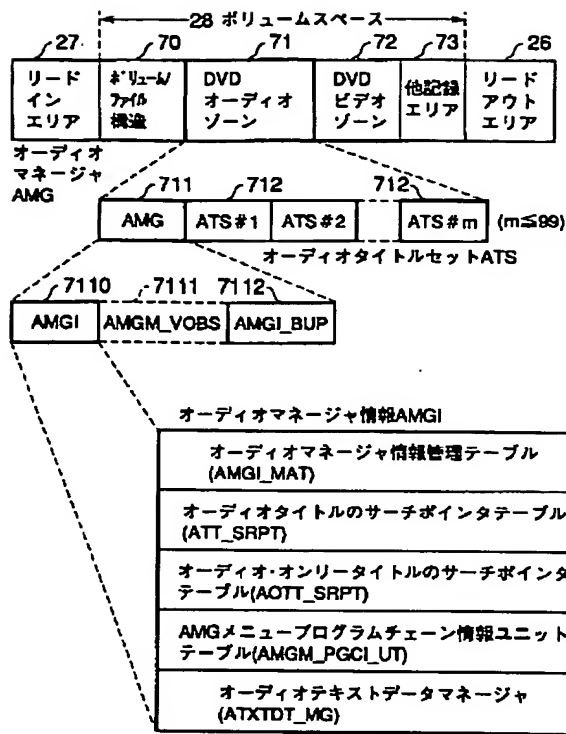 28 ボリュームスペース
27 70 71 72 73 26
リードインエリア
ボリューム/ファイル構造
DVDオーディオゾーン
DVDビデオゾーン
他記録エリア
リードアウトエリア
オーディオ
マネージャ
AMG
711 712 712
AMG ATS#1 ATS#2 ATS#m (m≦99)
オーディオタイトルセットATS
7110 7111 7112
AMGI AMGM_VOBS AMGI_BUP
オーディオマネージャ情報AMGI
オーディオマネージャ情報管理テーブル
(AMGI_MAT)
オーディオタイトルのサーチポインタテーブル
(ATT_SRPT)
オーディオ・オンリータイトルのサーチポインタ
テーブル(AOTT_SRPT)
AMGメニュープログラムチェーン情報ユニット
テーブル(AMGM_PGCI_UT)
オーディオテキストデータマネージャ
(ATXTDT_MG)